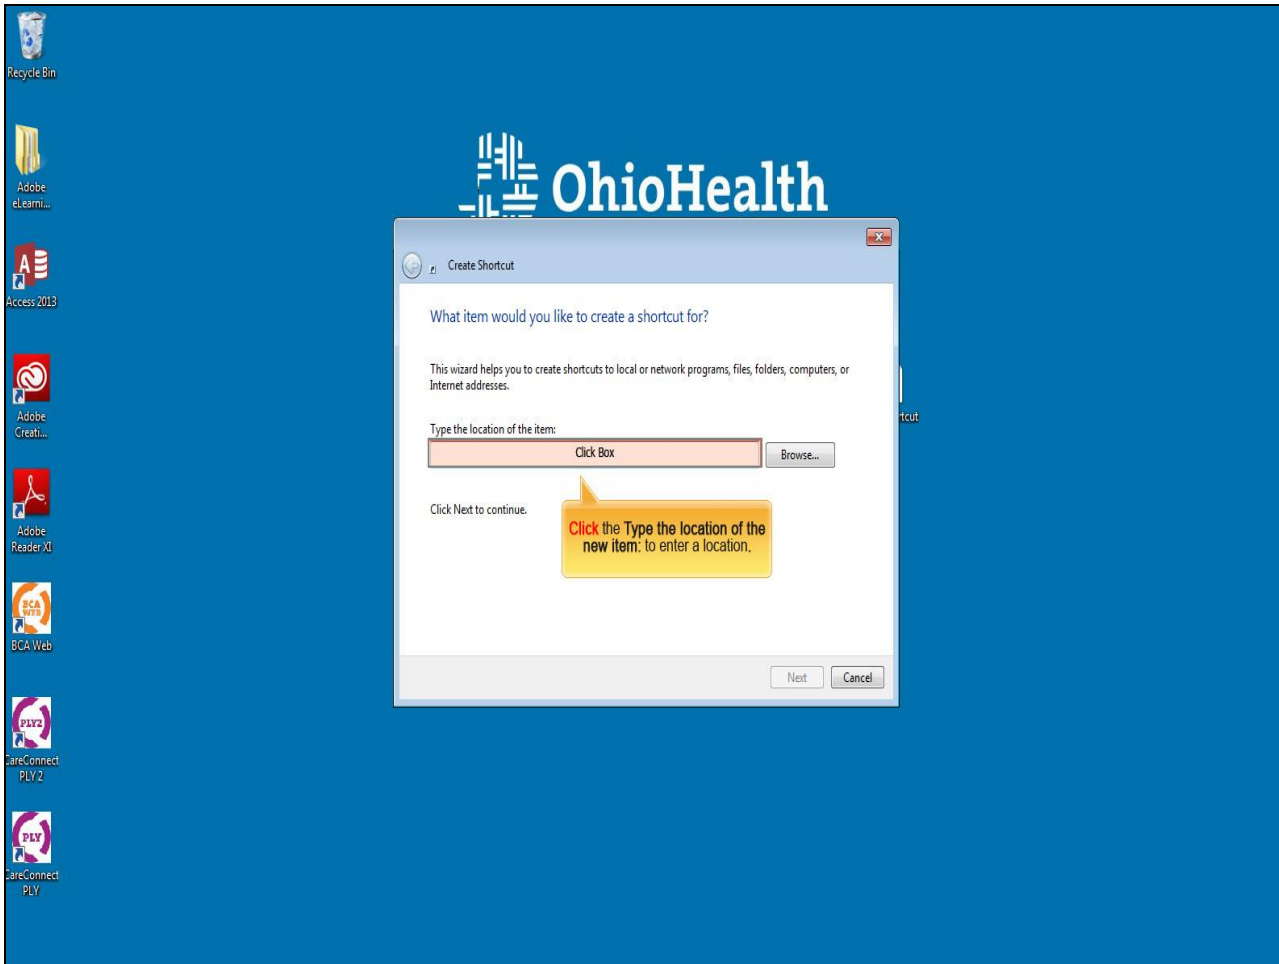 Recycle Bin
Adobe
eLearni...
Access 2013
Adobe
Creati...
Adobe
Reader XI
BCA
WEB
BCA Web
PLY2
CareConnect
PLY 2
PLY
CareConnect
PLY
OhioHealth
Create Shortcut
What item would you like to create a shortcut for?
This wizard helps you to create shortcuts to local or network programs, files, folders, computers, or
Internet addresses.
Type the location of the item:
Click Box
Browse...
Click Next to continue.
Click the Type the location of the
new item: to enter a location.
Next
Cancel
rtcut